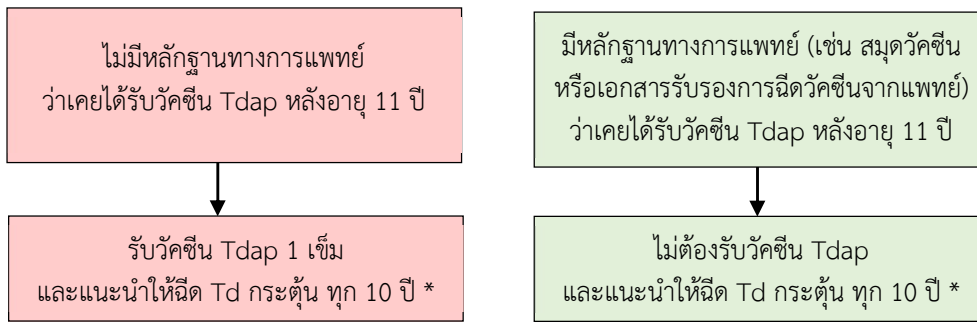 ไม่มีหลักฐานทางการแพทย์
ว่าเคยได้รับวัคซีน Tdap หลังอายุ 11 ปี
รับวัคซีน Tdap 1 เข็ม
และแนะนำให้ฉีด Td กระตุ้น ทุก 10 ปี *
มีหลักฐานทางการแพทย์ (เช่น สมุดวัคซีน
หรือเอกสารรับรองการฉีดวัคซีนจากแพทย์)
ว่าเคยได้รับวัคซีน Tdap หลังอายุ 11 ปี
ไม่ต้องรับวัคซีน Tdap
และแนะนำให้ฉีด Td กระตุ้น ทุก 10 ปี *